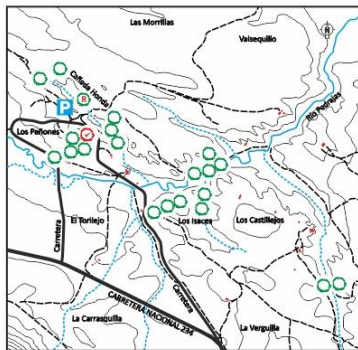 Las Morrillas
Valsequillo
N
Cañada Honda
R
P
Río Pedrajas
Los Peñones
El Torilejo
Los Isaces
Los Castillejos
Carretera
Carretera
CARRETERA NACIONAL 234
La Carrasquilla
La Verguilla